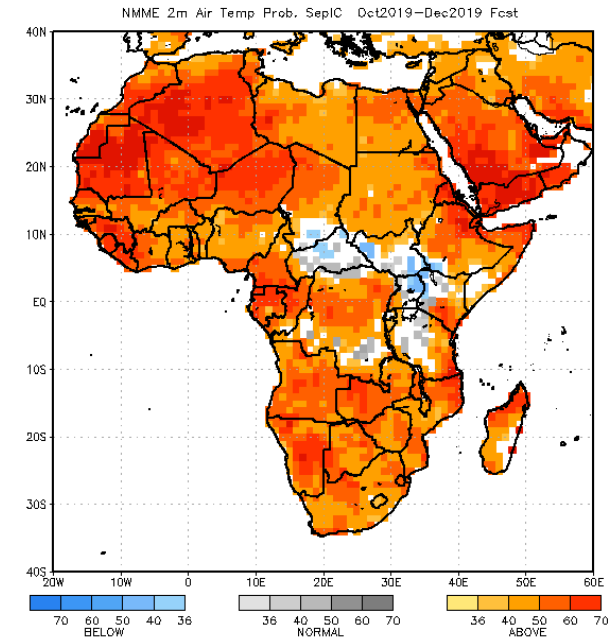 NMME 2m Air Temp Prob. SepIC Oct2019-Dec2019 Fcst
40N
30N
20N
10N
EQ
10S
20S
30S
40S
20W 10W 0 10E 20E 30E 40E 50E 60E
70 60 50 40 36 36 40 50 60 70 36 40 50 60 70
BELOW NORMAL ABOVE